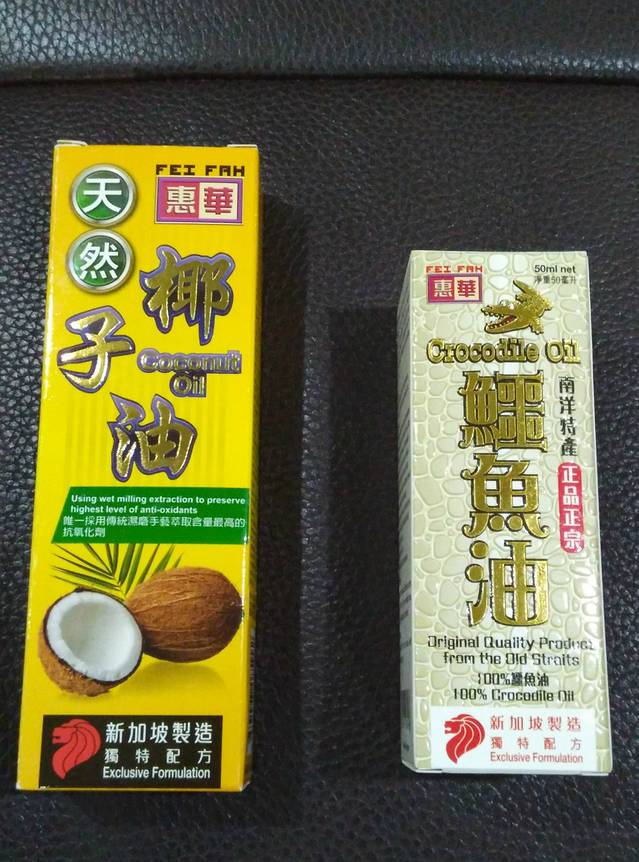 FEI FAH
惠華
天然
椰子油
Coconut
Oil
Using wet milling extraction to preserve
highest level of anti-oxidants
唯一採用傳統濕磨手藝萃取含量最高的
抗氧化劑
新加坡製造
獨特配方
Exclusive Formulation
FEI FAH
惠華
50ml net
淨重50毫升
Crocodile Oil
鱷魚油
南洋特產
正品正宗
Original Quality Product
from the Old Straits
100%鱷魚油
100% Crocodile Oil
新加坡製造
獨特配方
Exclusive Formulation